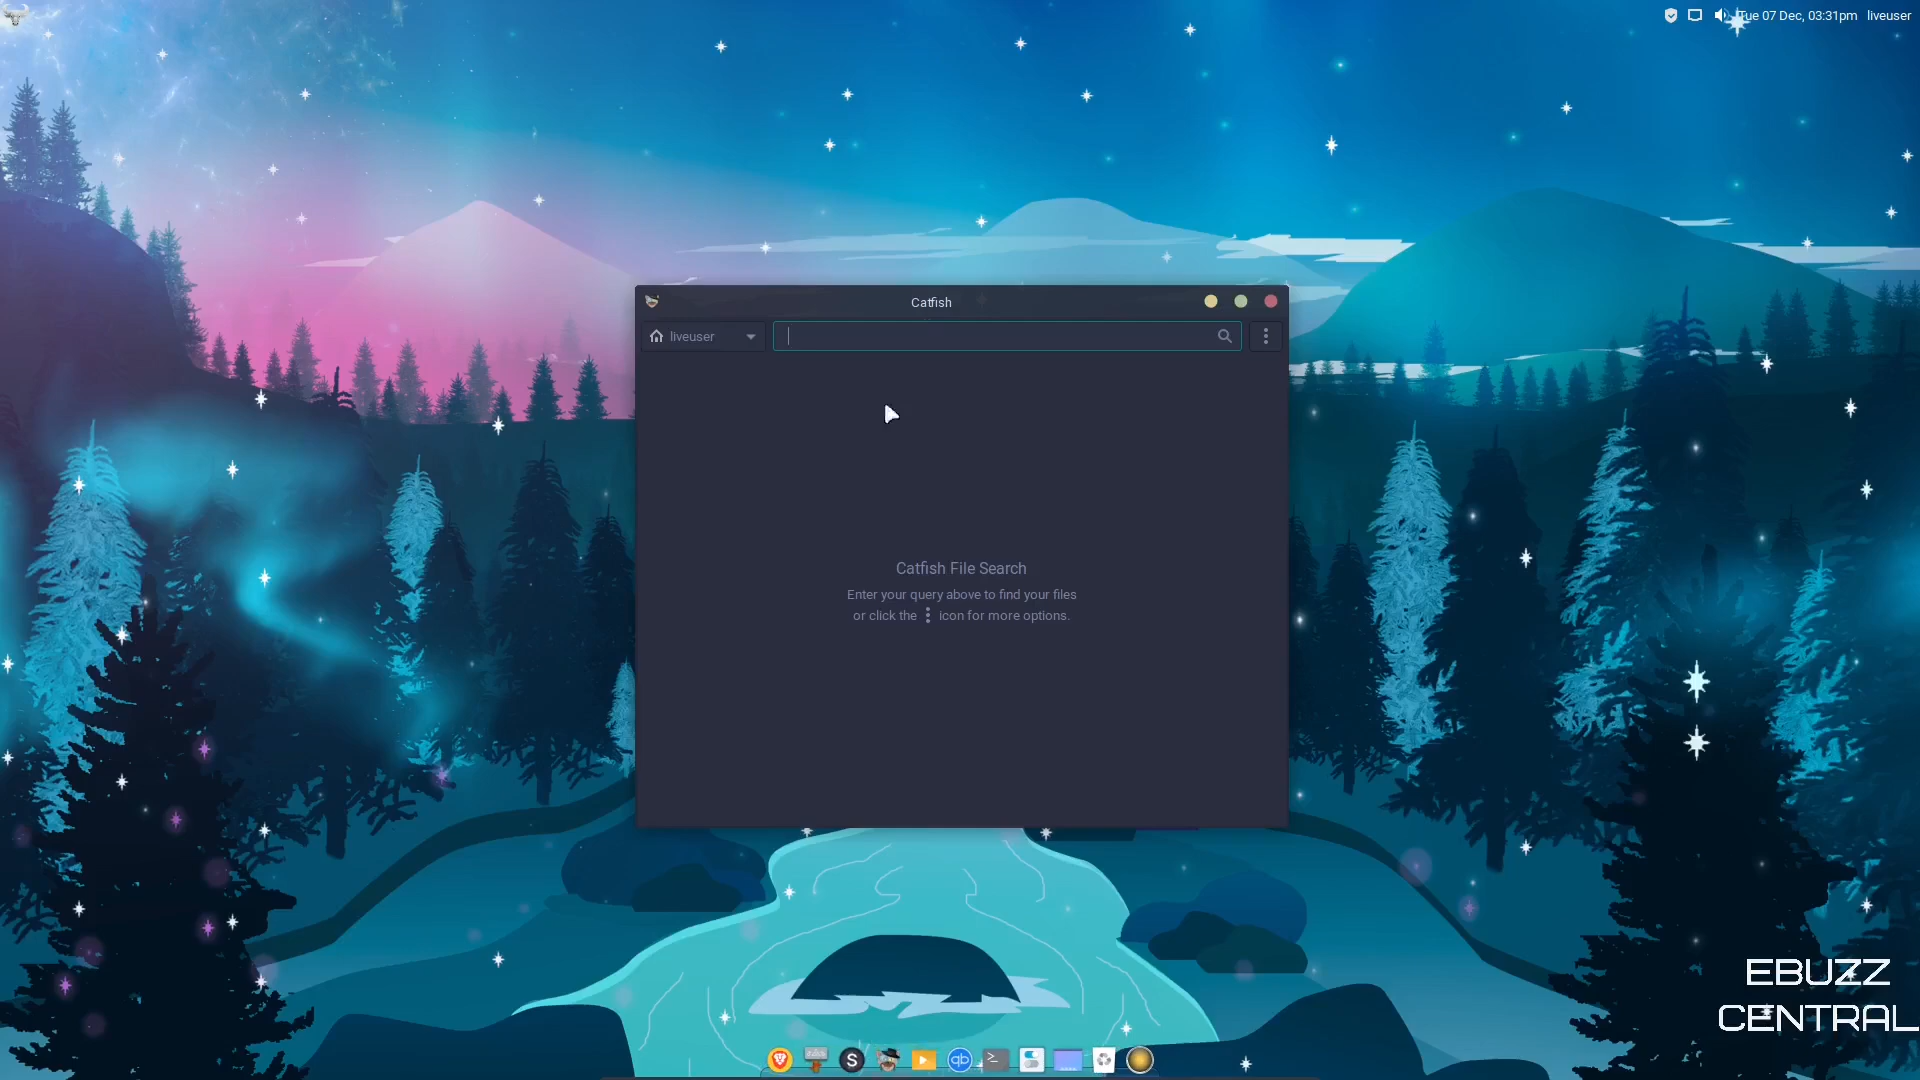 Tue 07 Dec, 03:31pm liveuser
Catfish
liveuser
Catfish File Search
Enter your query above to find your files
or click the icon for more options.
EBUZZ
CENTRAL
S
qb
>_